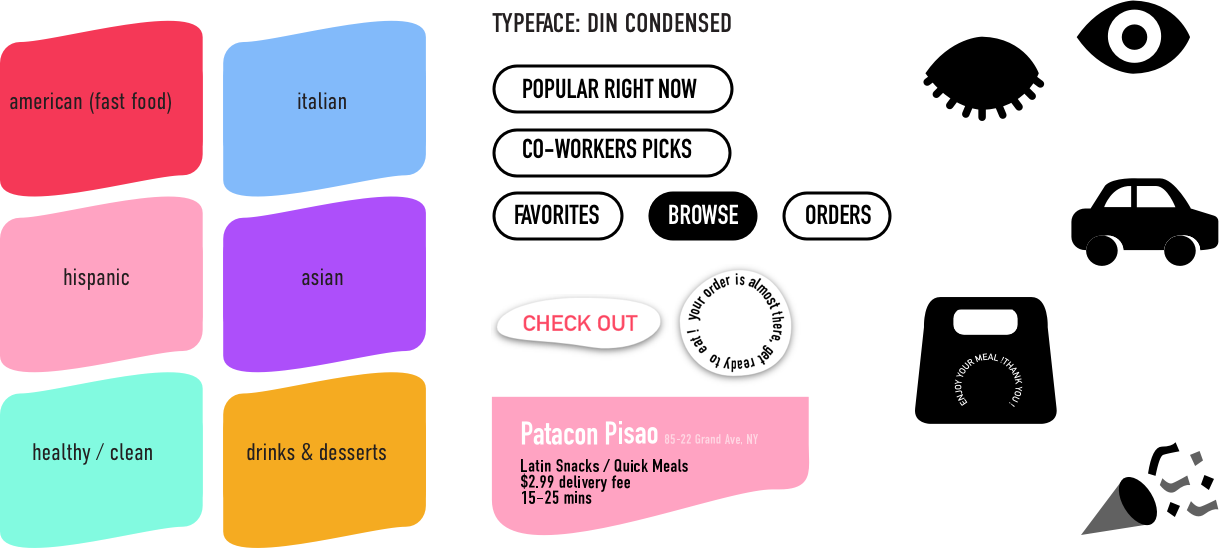 american (fast food)
italian
hispanic
asian
healthy / clean
drinks & desserts
TYPEFACE: DIN CONDENSED
POPULAR RIGHT NOW
CO-WORKERS PICKS
FAVORITES
BROWSE
ORDERS
CHECK OUT
your order is almost there, get ready to eat !
Patacon Pisao 85-22 Grand Ave, NY
Latin Snacks / Quick Meals
$2.99 delivery fee
15-25 mins
ENJOY YOUR MEAL !THANK YOU !